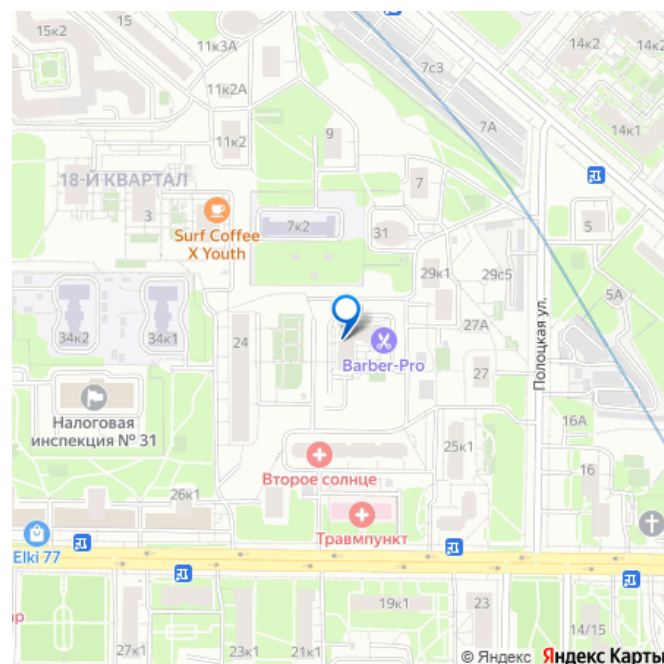 15к2
11к3А
7с3
14к2
11к2А
7А
14к1
11к2
9
18-Й КВАРТАЛ
7
3
Surf Coffee
X Youth
7к2
31
5
29к1
29с5
5А
34к2
34к1
24
27А
Полоцкая ул.
Barber-Pro
27
Налоговая
инспекция № 31
16А
25к1
Второе солнце
16
26к1
Травмпункт
Elki 77
ар
19к1
23
14/15
27к1
23к1
21к1
© Яндекс Яндекс Карты